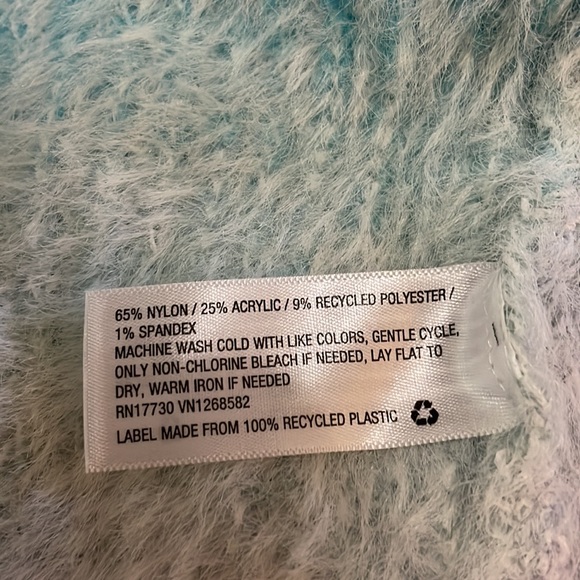 65% NYLON / 25% ACRYLIC / 9% RECYCLED POLYESTER /
1% SPANDEX
MACHINE WASH COLD WITH LIKE COLORS, GENTLE CYCLE,
ONLY NON-CHLORINE BLEACH IF NEEDED, LAY FLAT TO
DRY, WARM IRON IF NEEDED
RN17730 VN1268582
LABEL MADE FROM 100% RECYCLED PLASTIC